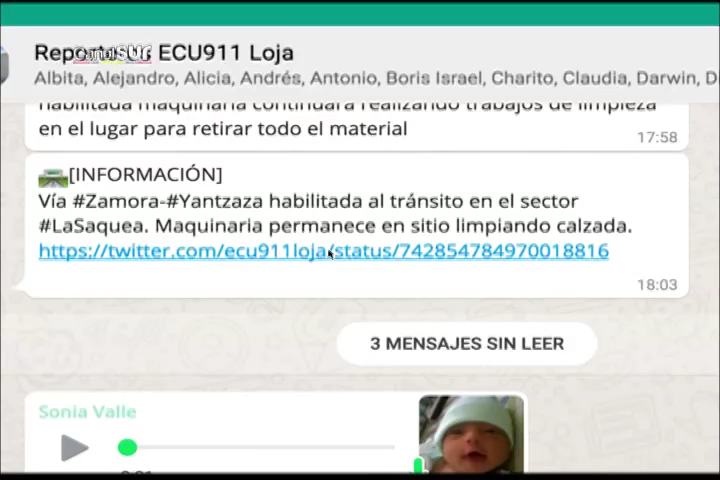 Reporteros ECU911 Loja
Canal SUR
Albita, Alejandro, Alicia, Andrés, Antonio, Boris Israel, Charito, Claudia, Darwin, D
habilitada maquinaria continuará realizando trabajos de limpieza
en el lugar para retirar todo el material
17:58
[INFORMACIÓN]
Vía #Zamora-#Yantzaza habilitada al tránsito en el sector
#LaSaquea. Maquinaria permanece en sitio limpiando calzada.
https://twitter.com/ecu911loja/status/742854784970018816
18:03
3 MENSAJES SIN LEER
Sonia Valle